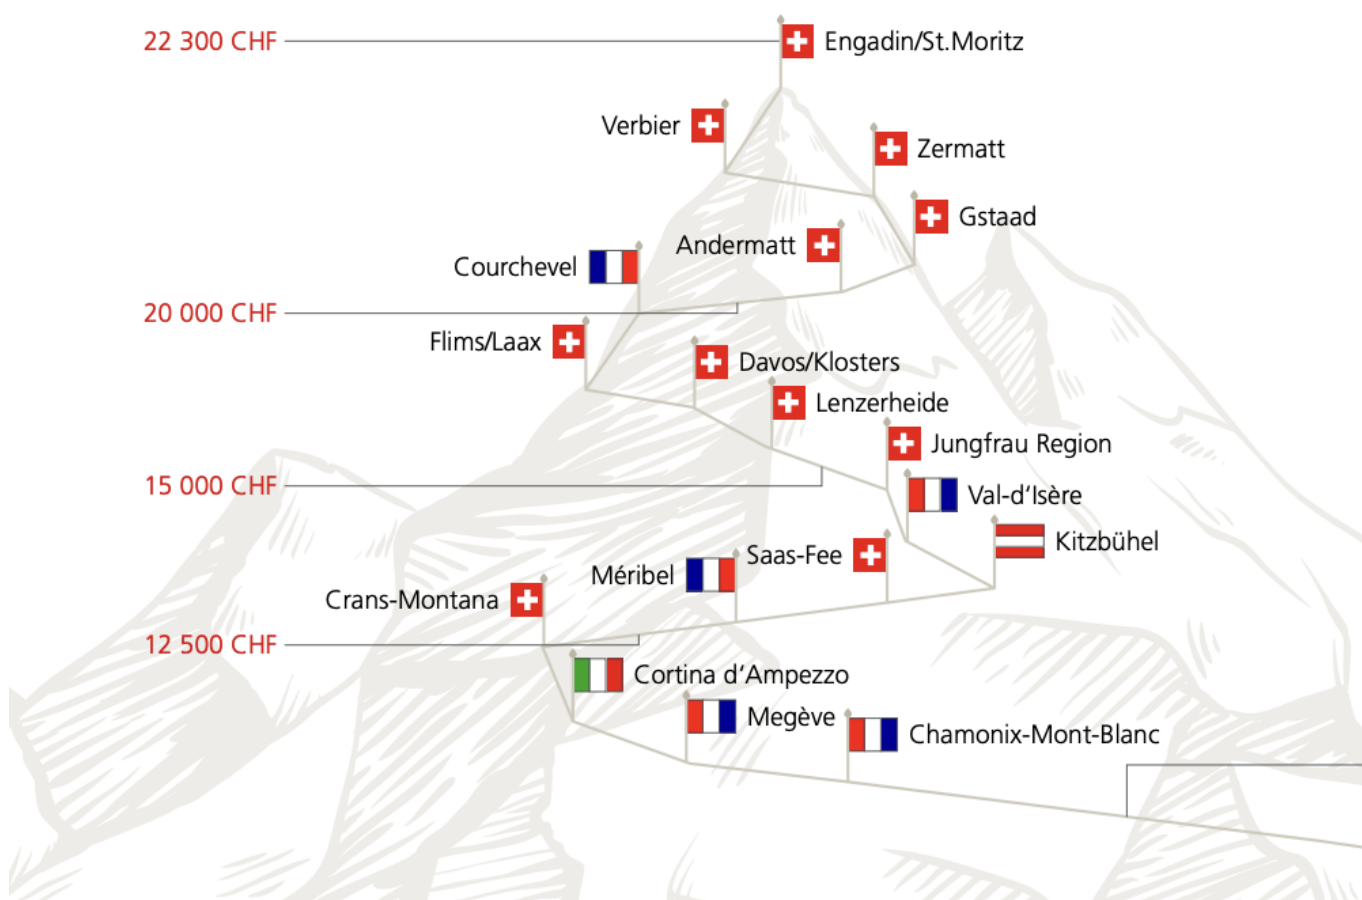 22 300 CHF
Engadin/St.Moritz
Verbier
Zermatt
Gstaad
Andermatt
Courchevel
20 000 CHF
Flims/Laax
Davos/Klosters
Lenzerheide
Jungfrau Region
15 000 CHF
Val-d‘Isère
Kitzbühel
Saas-Fee
Méribel
Crans-Montana
12 500 CHF
Cortina d‘Ampezzo
Megève
Chamonix-Mont-Blanc